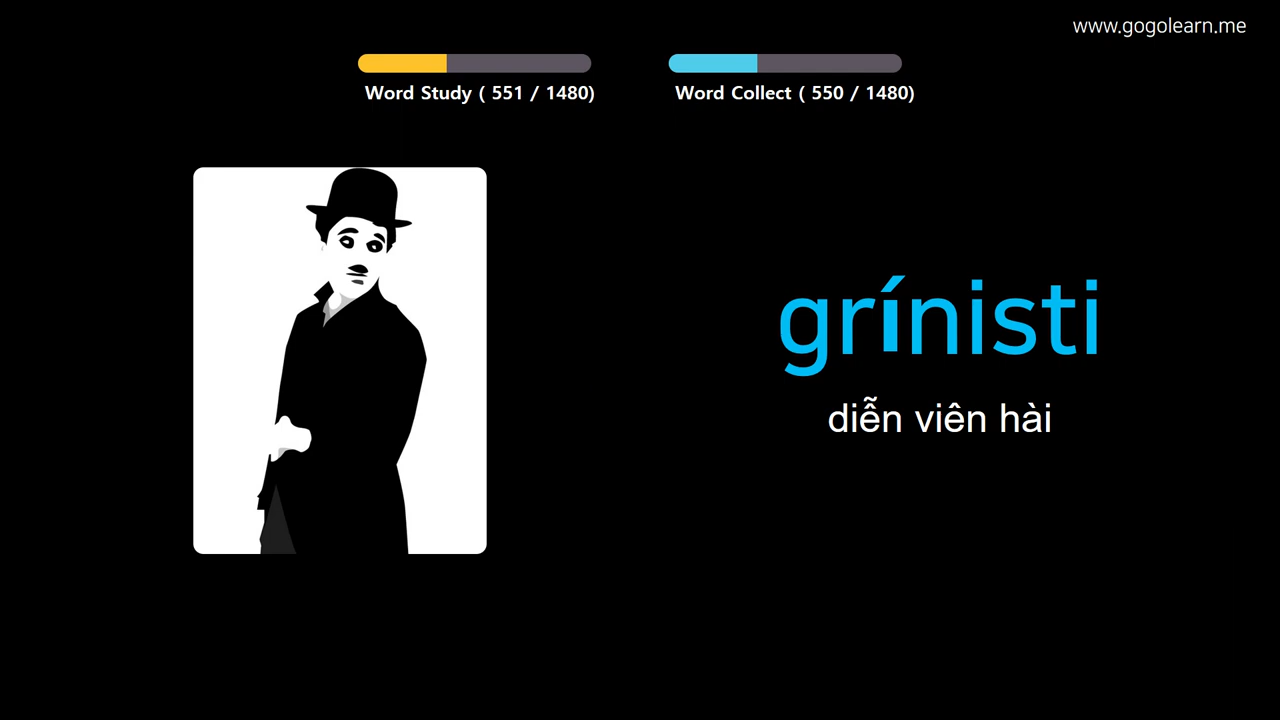 www.gogolearn.me
Word Study ( 551 / 1480)
Word Collect ( 550 / 1480)
grínisti
diễn viên hài